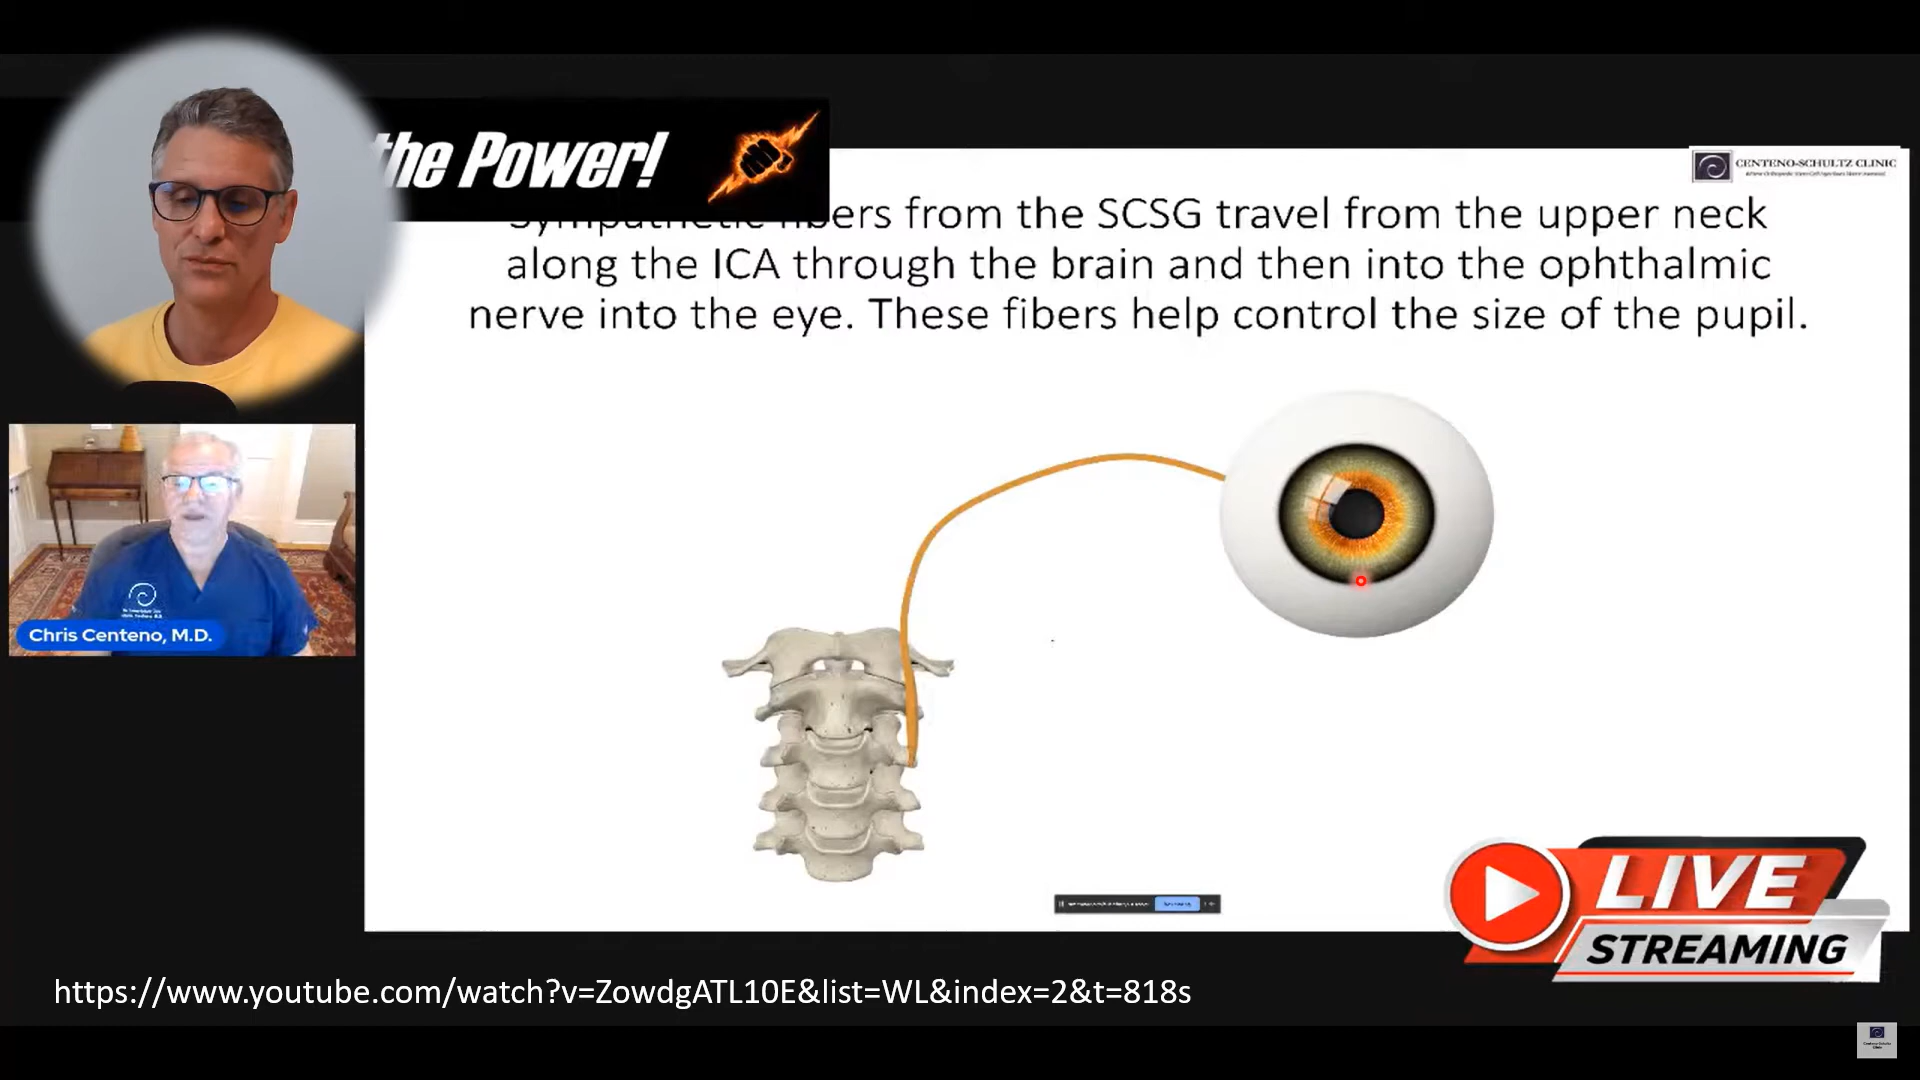 the Power!
CENTENO-SCHULTZ CLINIC
Sympathetic fibers from the SCSG travel from the upper neck
along the ICA through the brain and then into the ophthalmic
nerve into the eye. These fibers help control the size of the pupil.
Chris Centeno, M.D.
LIVE
STREAMING
https://www.youtube.com/watch?v=ZowdgATL10E&list=WL&index=2&t=818s